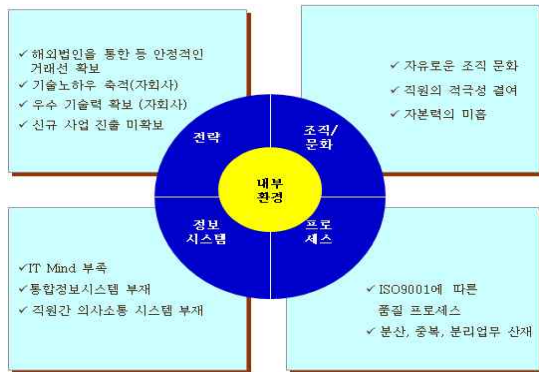 ✓ 해외법인을 통한 등 안정적인
거래선 확보
✓ 기술노하우 축적(자회사)
✓ 우수 기술력 확보 (자회사)
✓ 신규 사업 진출 미확보
✓ 자유로운 조직 문화
✓ 직원의 적극성 결여
✓ 자본력의 미흡
전략
조직/
문화
내부
환경
정보
시스템
프로
세스
✓ IT Mind 부족
✓ 통합정보시스템 부재
✓ 직원간 의사소통 시스템 부재
✓ ISO9001에 따른
품질 프로세스
✓ 분산, 중복, 분리업무 산재